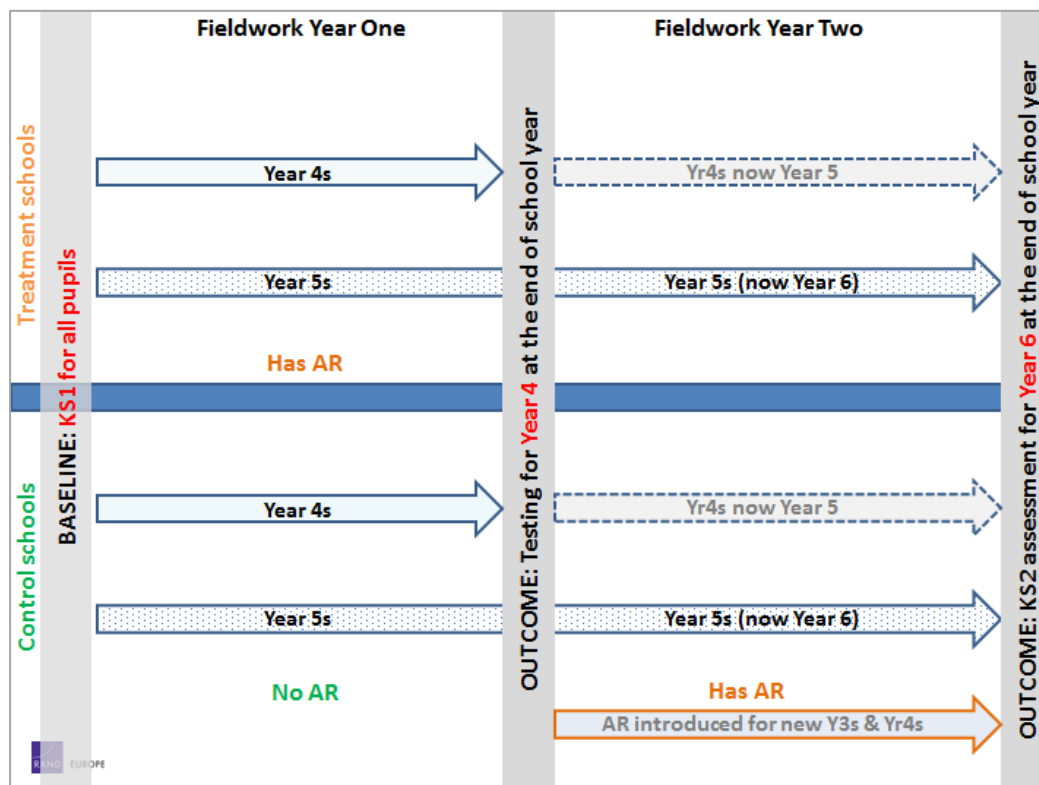 Fieldwork Year One
Fieldwork Year Two
Treatment schools
Control schools
BASELINE: KS1 for all pupils
Year 4s
Year 5s
Has AR
Year 4s
Year 5s
No AR
OUTCOME: Testing for Year 4 at the end of school year
Yr4s now Year 5
Year 5s (now Year 6)
Yr4s now Year 5
Year 5s (now Year 6)
Has AR
AR introduced for new Y3s & Yr4s
OUTCOME: KS2 assessment for Year 6 at the end of school year
RAND EUROPE